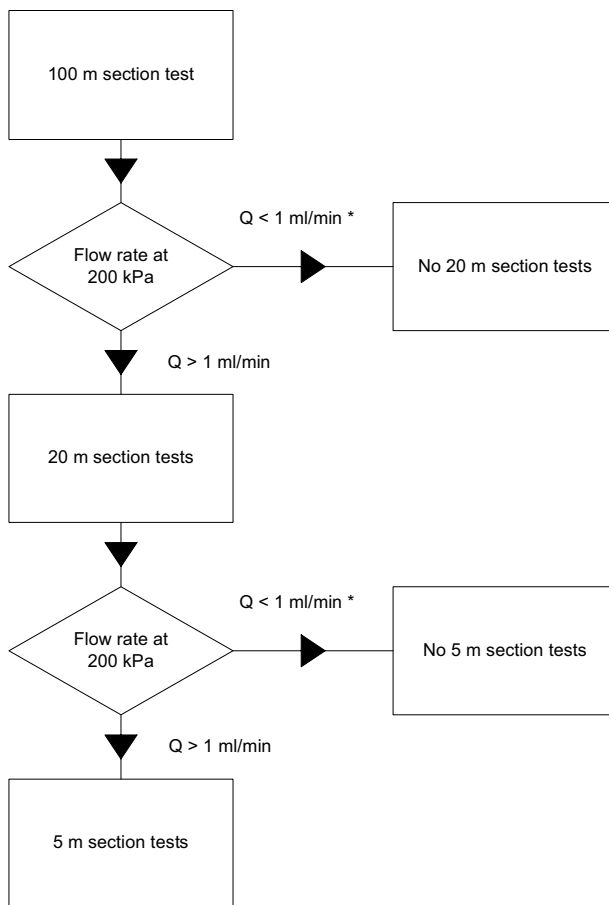 100 m section test
Q < 1 ml/min *
Flow rate at
200 kPa
No 20 m section tests
Q > 1 ml/min
20 m section tests
Q < 1 ml/min *
Flow rate at
200 kPa
No 5 m section tests
Q > 1 ml/min
5 m section tests